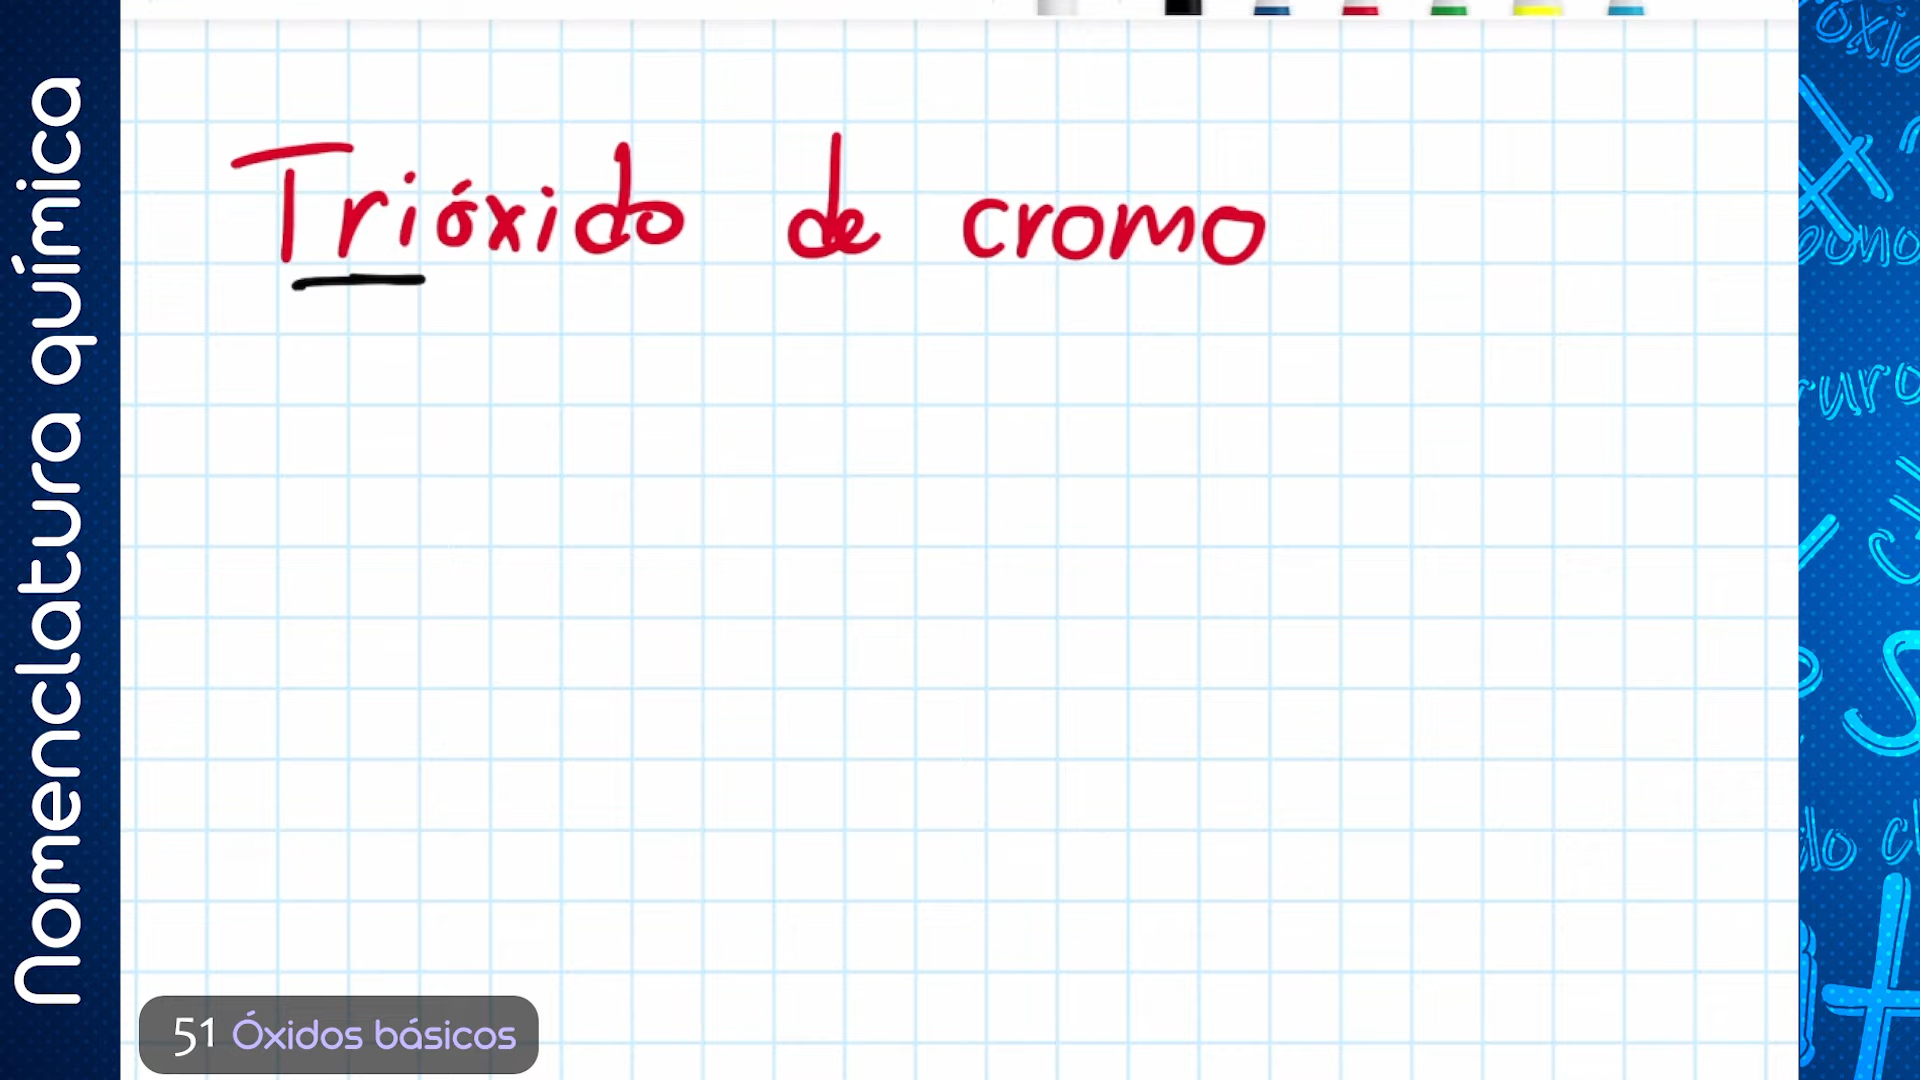 Nomenclatura química
Trióxido de cromo
51 Óxidos básicos